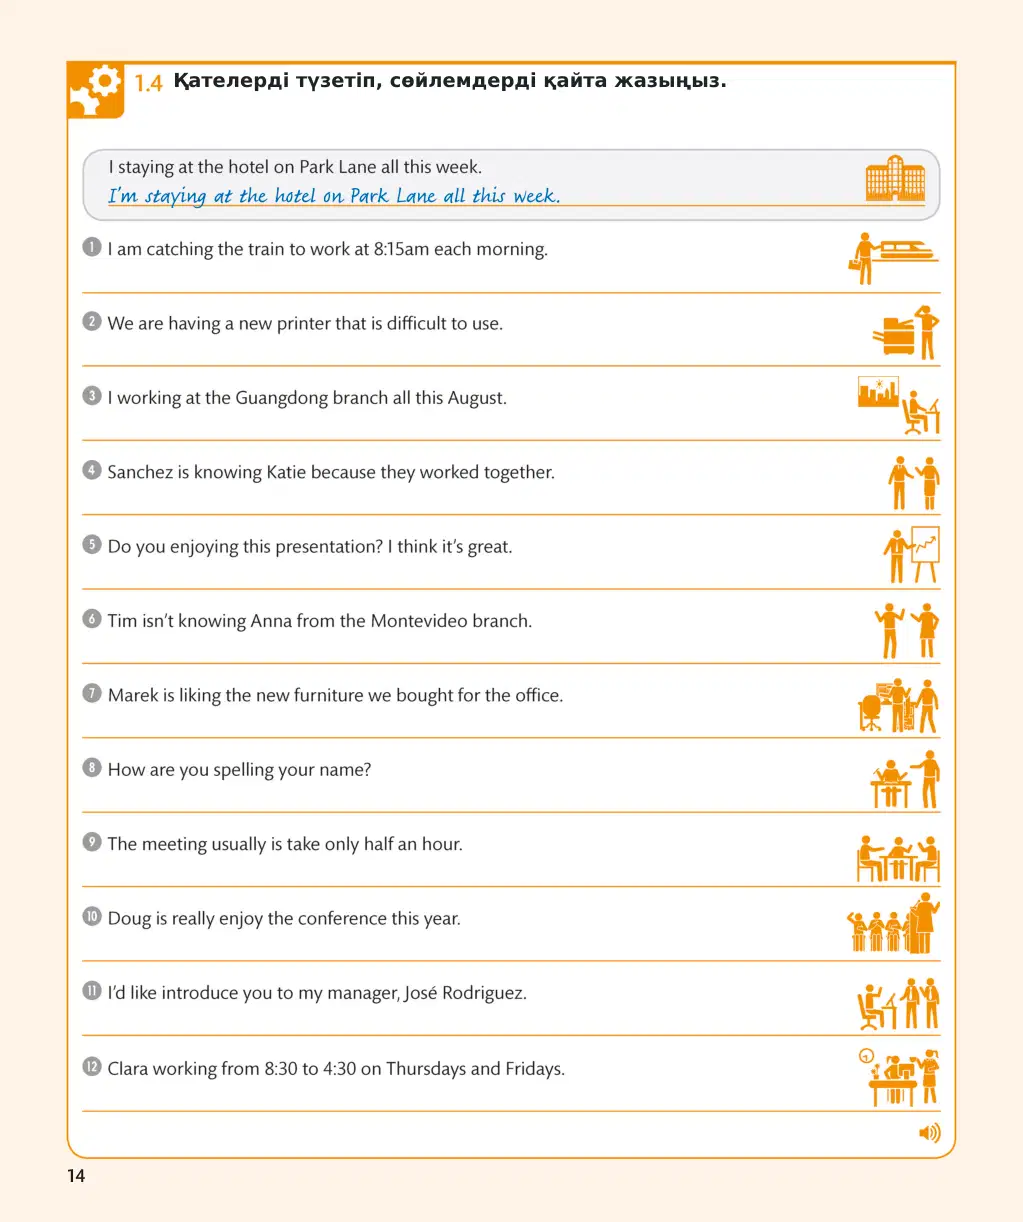 1.4 Қателерді түзетіп, сөйлемдерді қайта жазыңыз.
I staying at the hotel on Park Lane all this week.
I'm staying at the hotel on Park Lane all this week.
1 I am catching the train to work at 8:15am each morning.
2 We are having a new printer that is difficult to use.
3 I working at the Guangdong branch all this August.
4 Sanchez is knowing Katie because they worked together.
5 Do you enjoying this presentation? I think it's great.
6 Tim isn't knowing Anna from the Montevideo branch.
7 Marek is liking the new furniture we bought for the office.
8 How are you spelling your name?
9 The meeting usually is take only half an hour.
10 Doug is really enjoy the conference this year.
11 I'd like introduce you to my manager, José Rodriguez.
12 Clara working from 8:30 to 4:30 on Thursdays and Fridays.
14